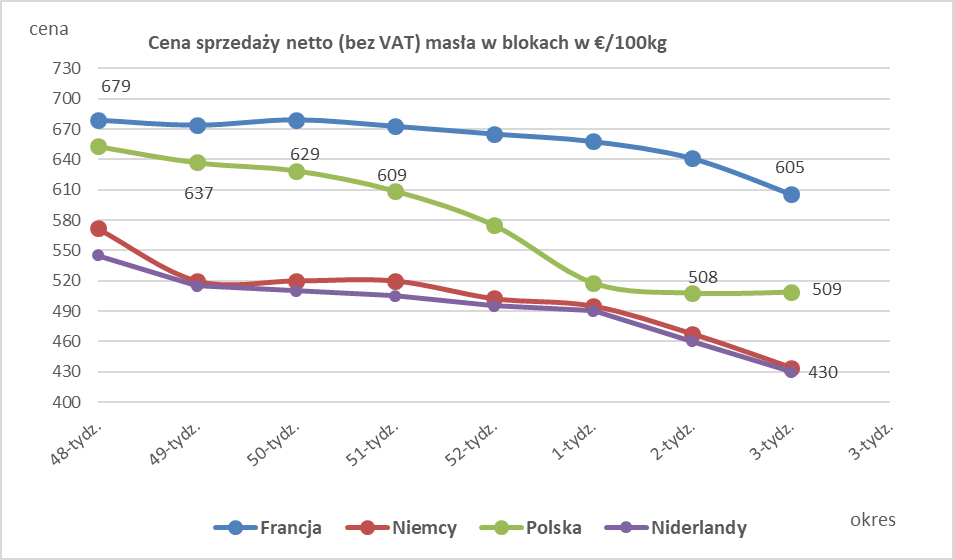 cena
Cena sprzedaży netto (bez VAT) masła w blokach w €/100kg
730
700
670
640
610
580
550
520
490
460
430
400
679
637
629
609
508
605
509
430
48-tydz.
49-tydz.
50-tydz.
51-tydz.
52-tydz.
1-tydz.
2-tydz.
3-tydz.
3-tydz.
okres
Francja Niemcy Polska Niderlandy